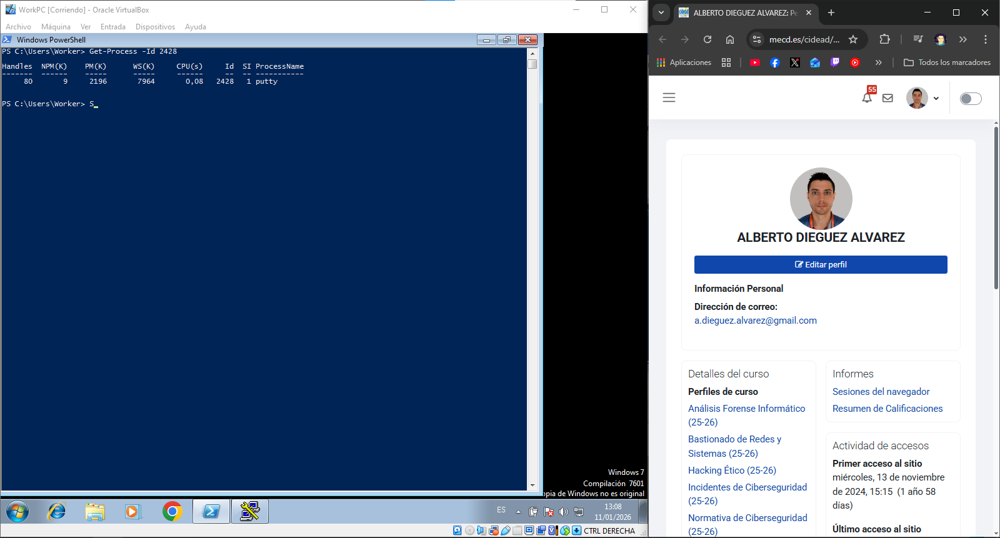 WorkPC [Corriendo] - Oracle VirtualBox
Archivo Máquina Ver Entrada Dispositivos Ayuda
Windows PowerShell
PS C:\Users\Worker> Get-Process -Id 2428
Handles NPM(K) PM(K) WS(K) CPU(s) Id SI ProcessName
------- ------ ----- ----- ------ -- -- -----------
80 9 2196 7964 0,08 2428 1 putty
PS C:\Users\Worker> S_
Windows 7
Compilación 7601
opia de Windows no es original
ES
13:08
11/01/2026
CTRL DERECHA
ALBERTO DIEGUEZ ALVAREZ: Pe
mecd.es/cidead/...
Aplicaciones
Todos los marcadores
55
ALBERTO DIEGUEZ ALVAREZ
Editar perfil
Información Personal
Dirección de correo:
a.dieguez.alvarez@gmail.com
Detalles del curso
Perfiles de curso
Análisis Forense Informático
(25-26)
Bastionado de Redes y
Sistemas (25-26)
Hacking Ético (25-26)
Incidentes de Ciberseguridad
(25-26)
Normativa de Ciberseguridad
(25-26)
Informes
Sesiones del navegador
Resumen de Calificaciones
Actividad de accesos
Primer acceso al sitio
miércoles, 13 de noviembre
de 2024, 15:15 (1 año 58
días)
Último acceso al sitio